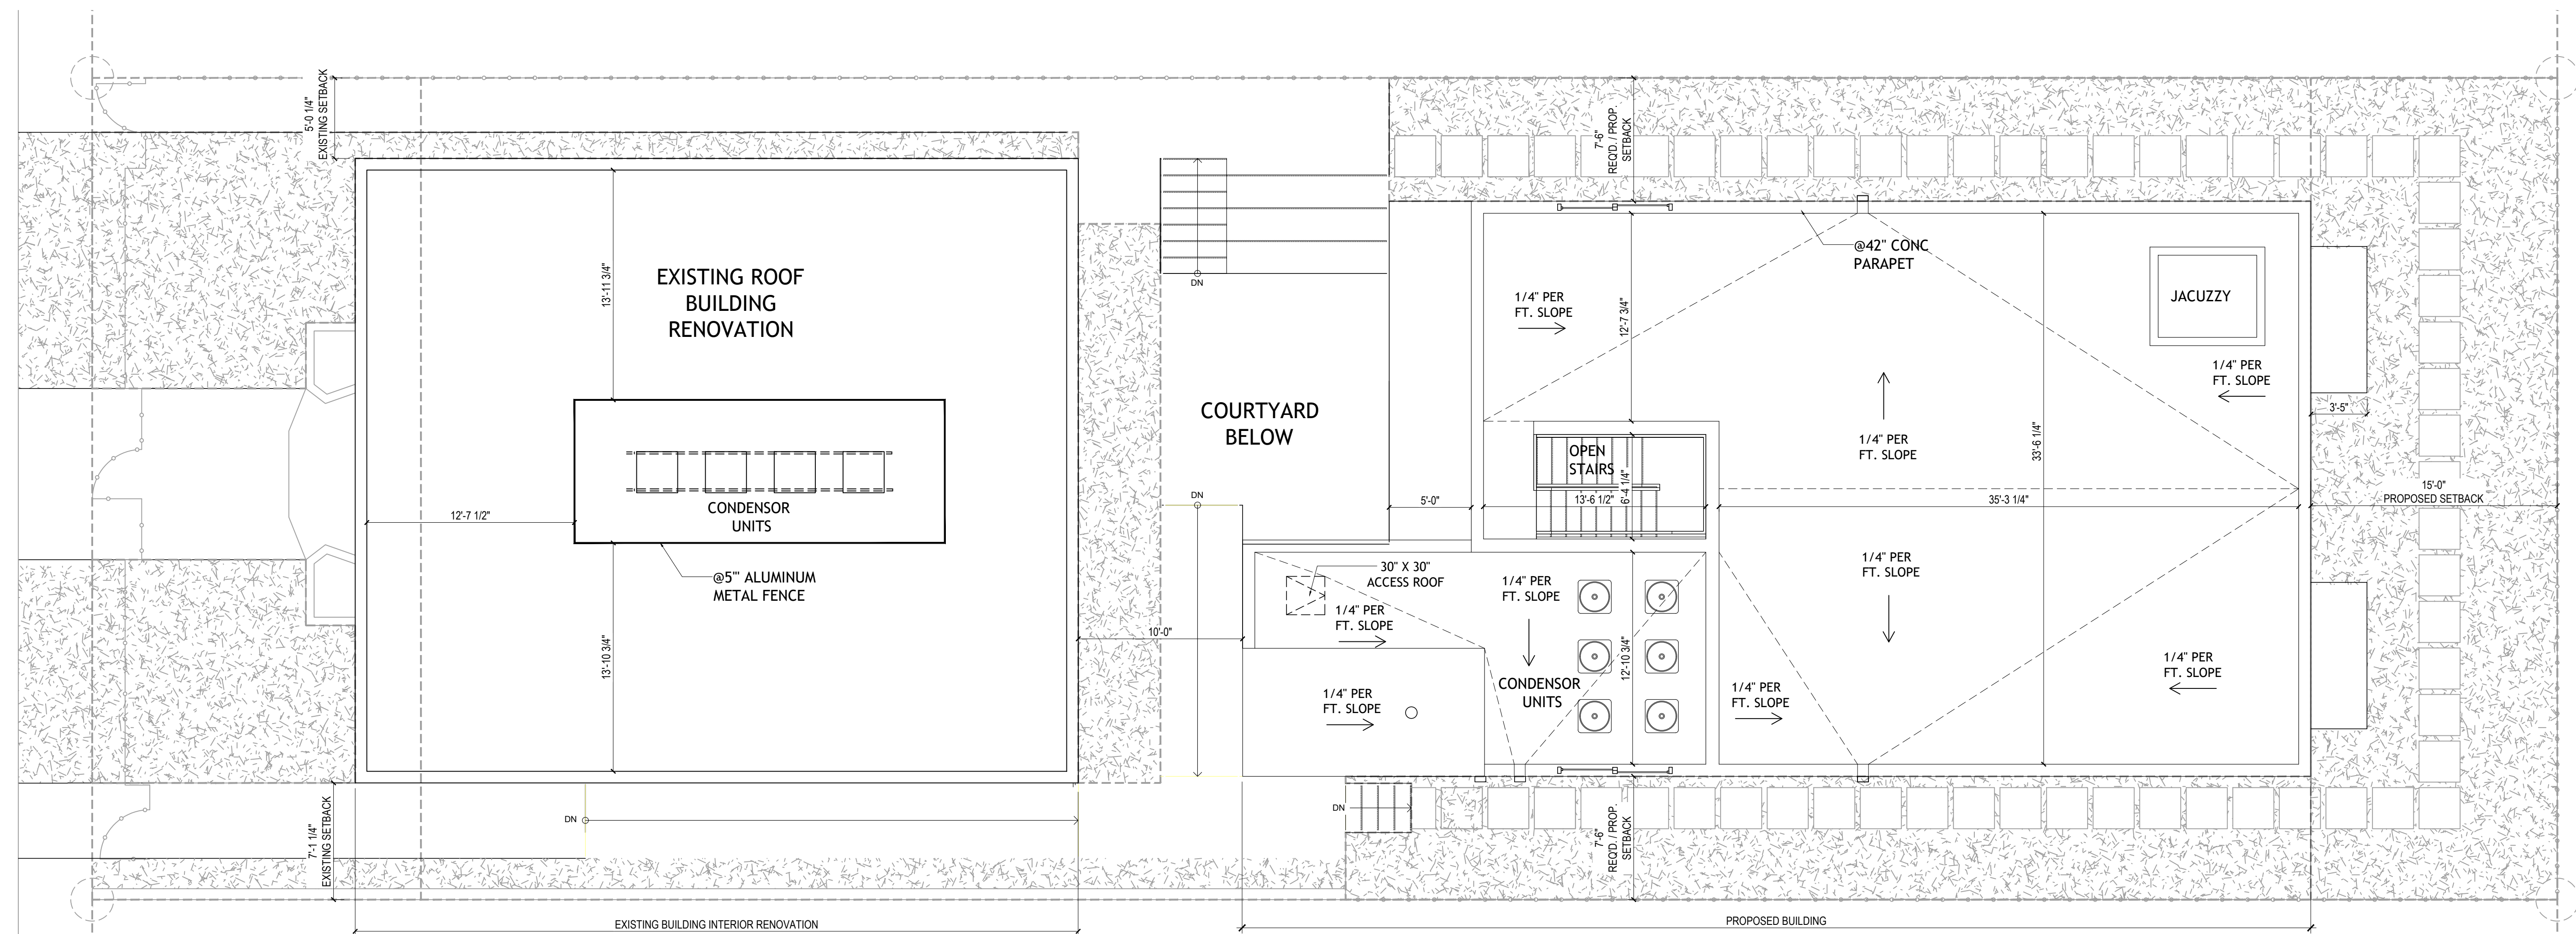 5'-0 1/4"
EXISTING SETBACK
7'-6"
REQ'D. / PROP.
SETBACK
EXISTING ROOF
BUILDING
RENOVATION
13'-11 3/4"
DN
@42" CONC
PARAPET
1/4" PER
FT. SLOPE
12'-7 3/4"
JACUZZY
1/4" PER
FT. SLOPE
COURTYARD
BELOW
3'-5"
1/4" PER
FT. SLOPE
33'-6 1/4"
OPEN
STAIRS
6'-4 1/4"
13'-6 1/2"
35'-3 1/4"
15'-0"
PROPOSED SETBACK
DN
5'-0"
CONDENSOR
UNITS
12'-7 1/2"
@5'" ALUMINUM
METAL FENCE
30" X 30"
ACCESS ROOF
1/4" PER
FT. SLOPE
1/4" PER
FT. SLOPE
1/4" PER
FT. SLOPE
10'-0"
13'-10 3/4"
12'-10 3/4"
CONDENSOR
UNITS
1/4" PER
FT. SLOPE
1/4" PER
FT. SLOPE
1/4" PER
FT. SLOPE
DN
DN
7'-1 1/4"
EXISTING SETBACK
7'-6"
REQ'D. / PROP.
SETBACK
EXISTING BUILDING INTERIOR RENOVATION
PROPOSED BUILDING